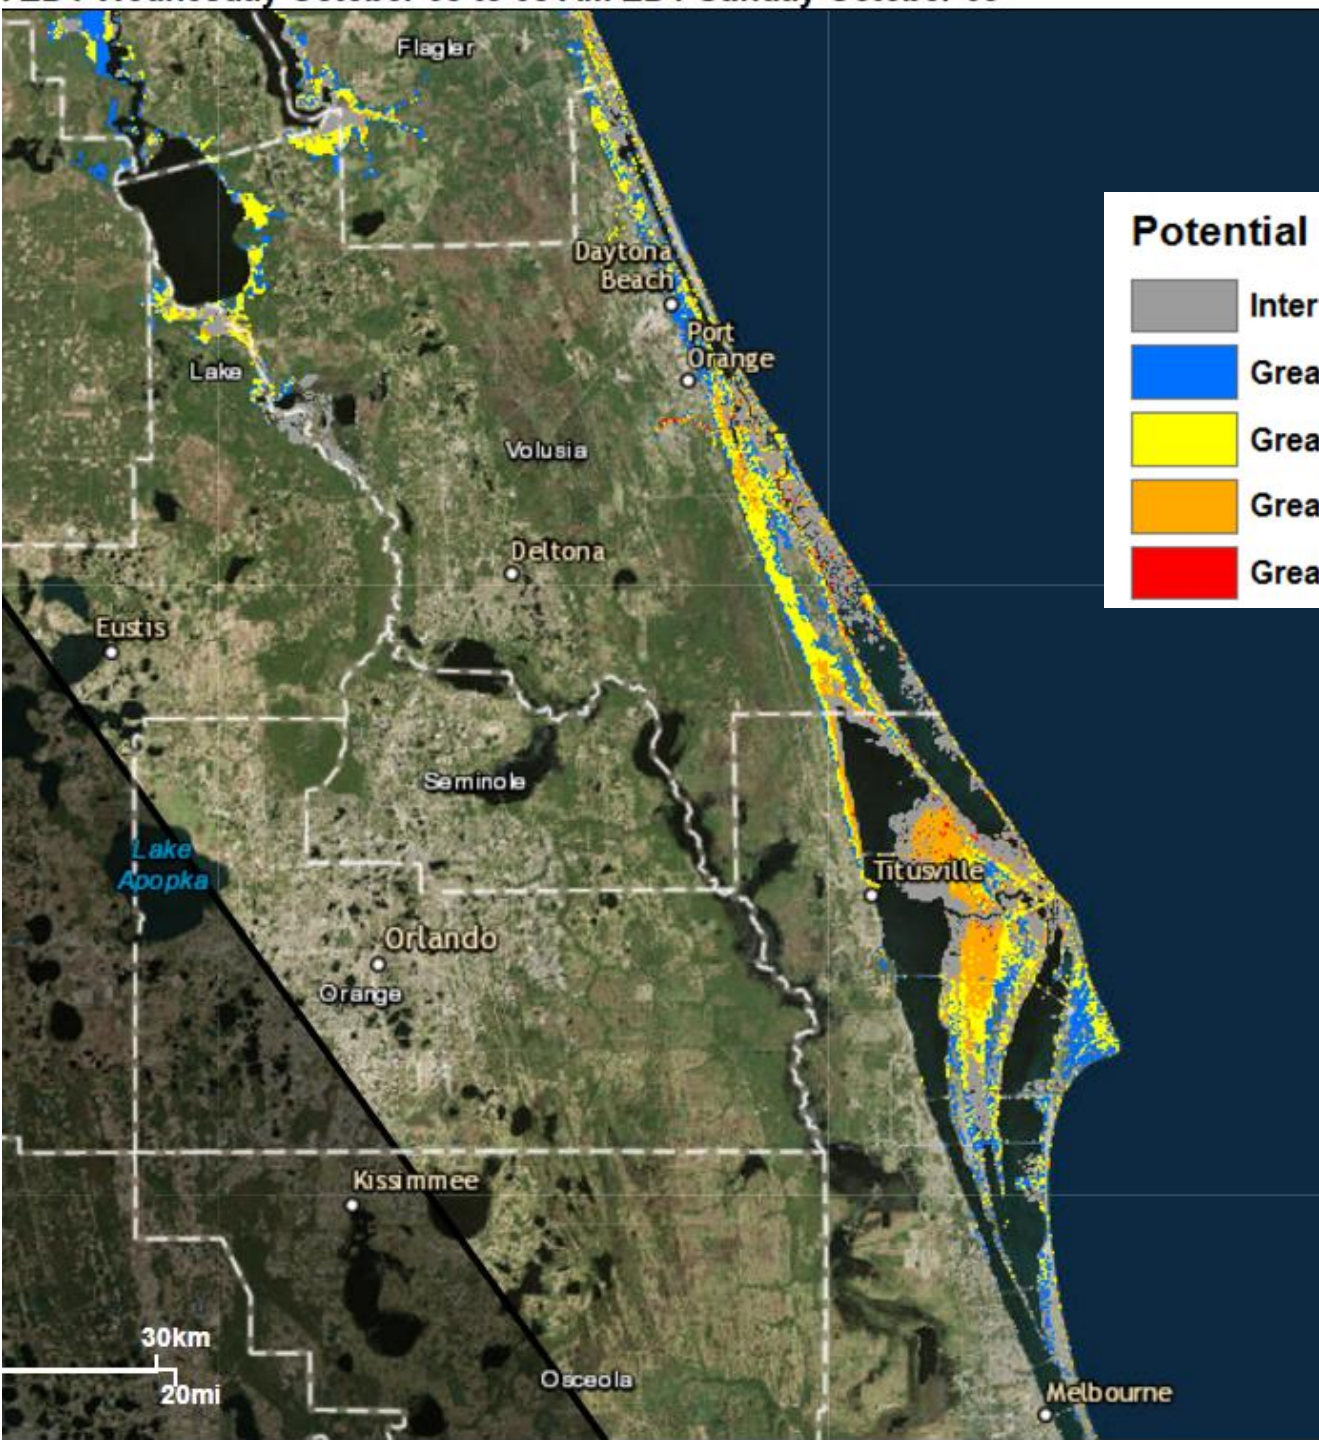 Flagler
Daytona
Beach
Potential
Port
Orange
Lake
Volusia
Deltona
Eustis
Seminole
Lake
Apopka
Titusville
Orlando
Orange
Kissimmee
30km
20mi
Osceola
Melbourne
Inter
Grea
Grea
Grea
Grea